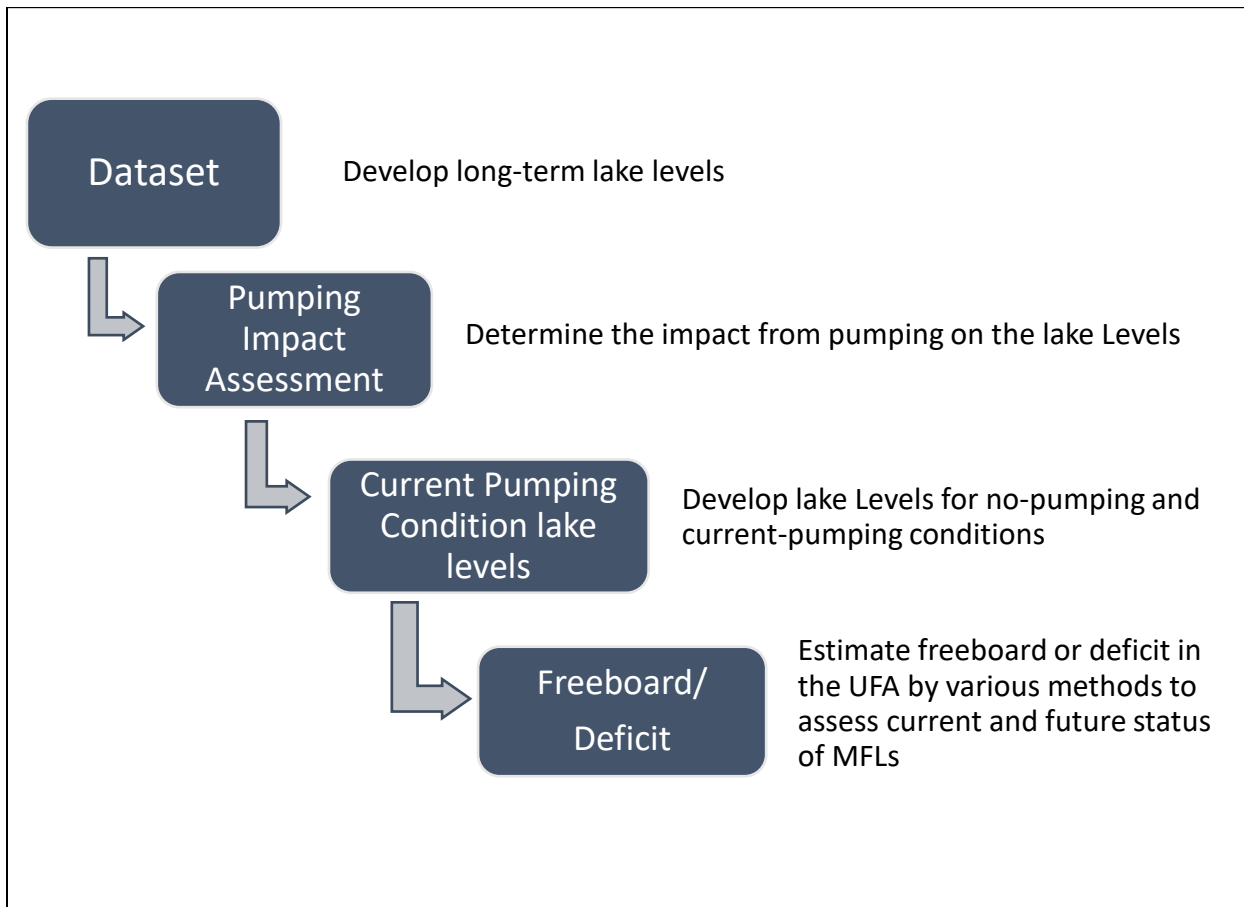 Dataset
Develop long-term lake levels
Pumping
Impact
Assessment
Determine the impact from pumping on the lake Levels
Current Pumping
Condition lake
levels
Develop lake Levels for no-pumping and
current-pumping conditions
Freeboard/
Deficit
Estimate freeboard or deficit in
the UFA by various methods to
assess current and future status
of MFLs